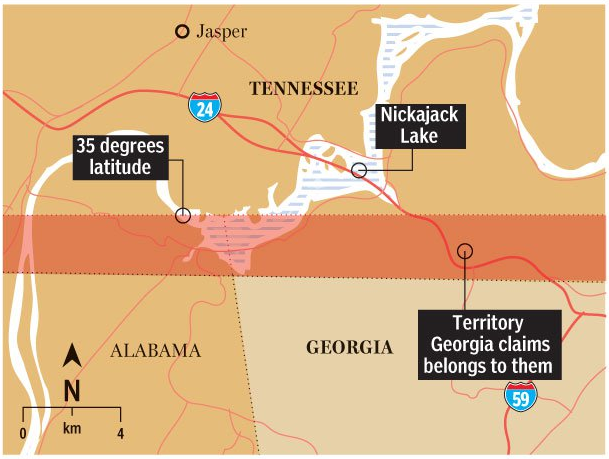 Jasper
TENNESSEE
24
Nickajack
Lake
35 degrees
latitude
Territory
Georgia claims
belongs to them
ALABAMA
GEORGIA
N
59
0 km 4